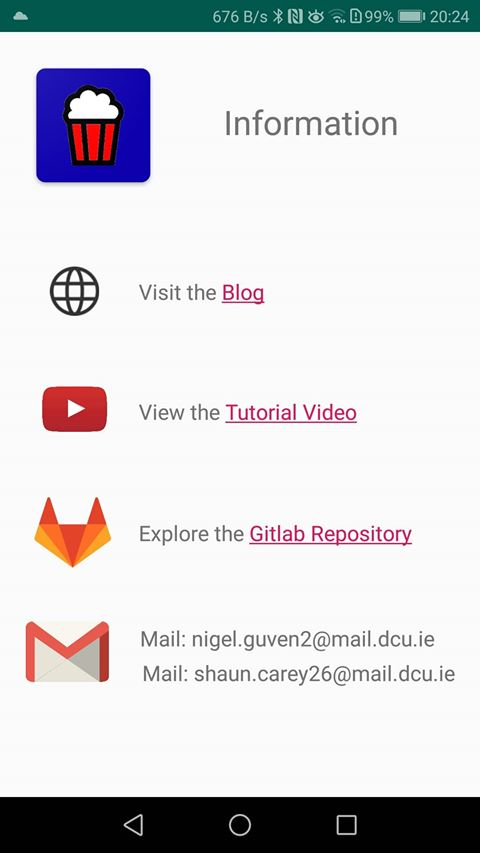 676 B/s 99% 20:24
Information
Visit the Blog
View the Tutorial Video
Explore the Gitlab Repository
Mail: nigel.guven2@mail.dcu.ie
Mail: shaun.carey26@mail.dcu.ie